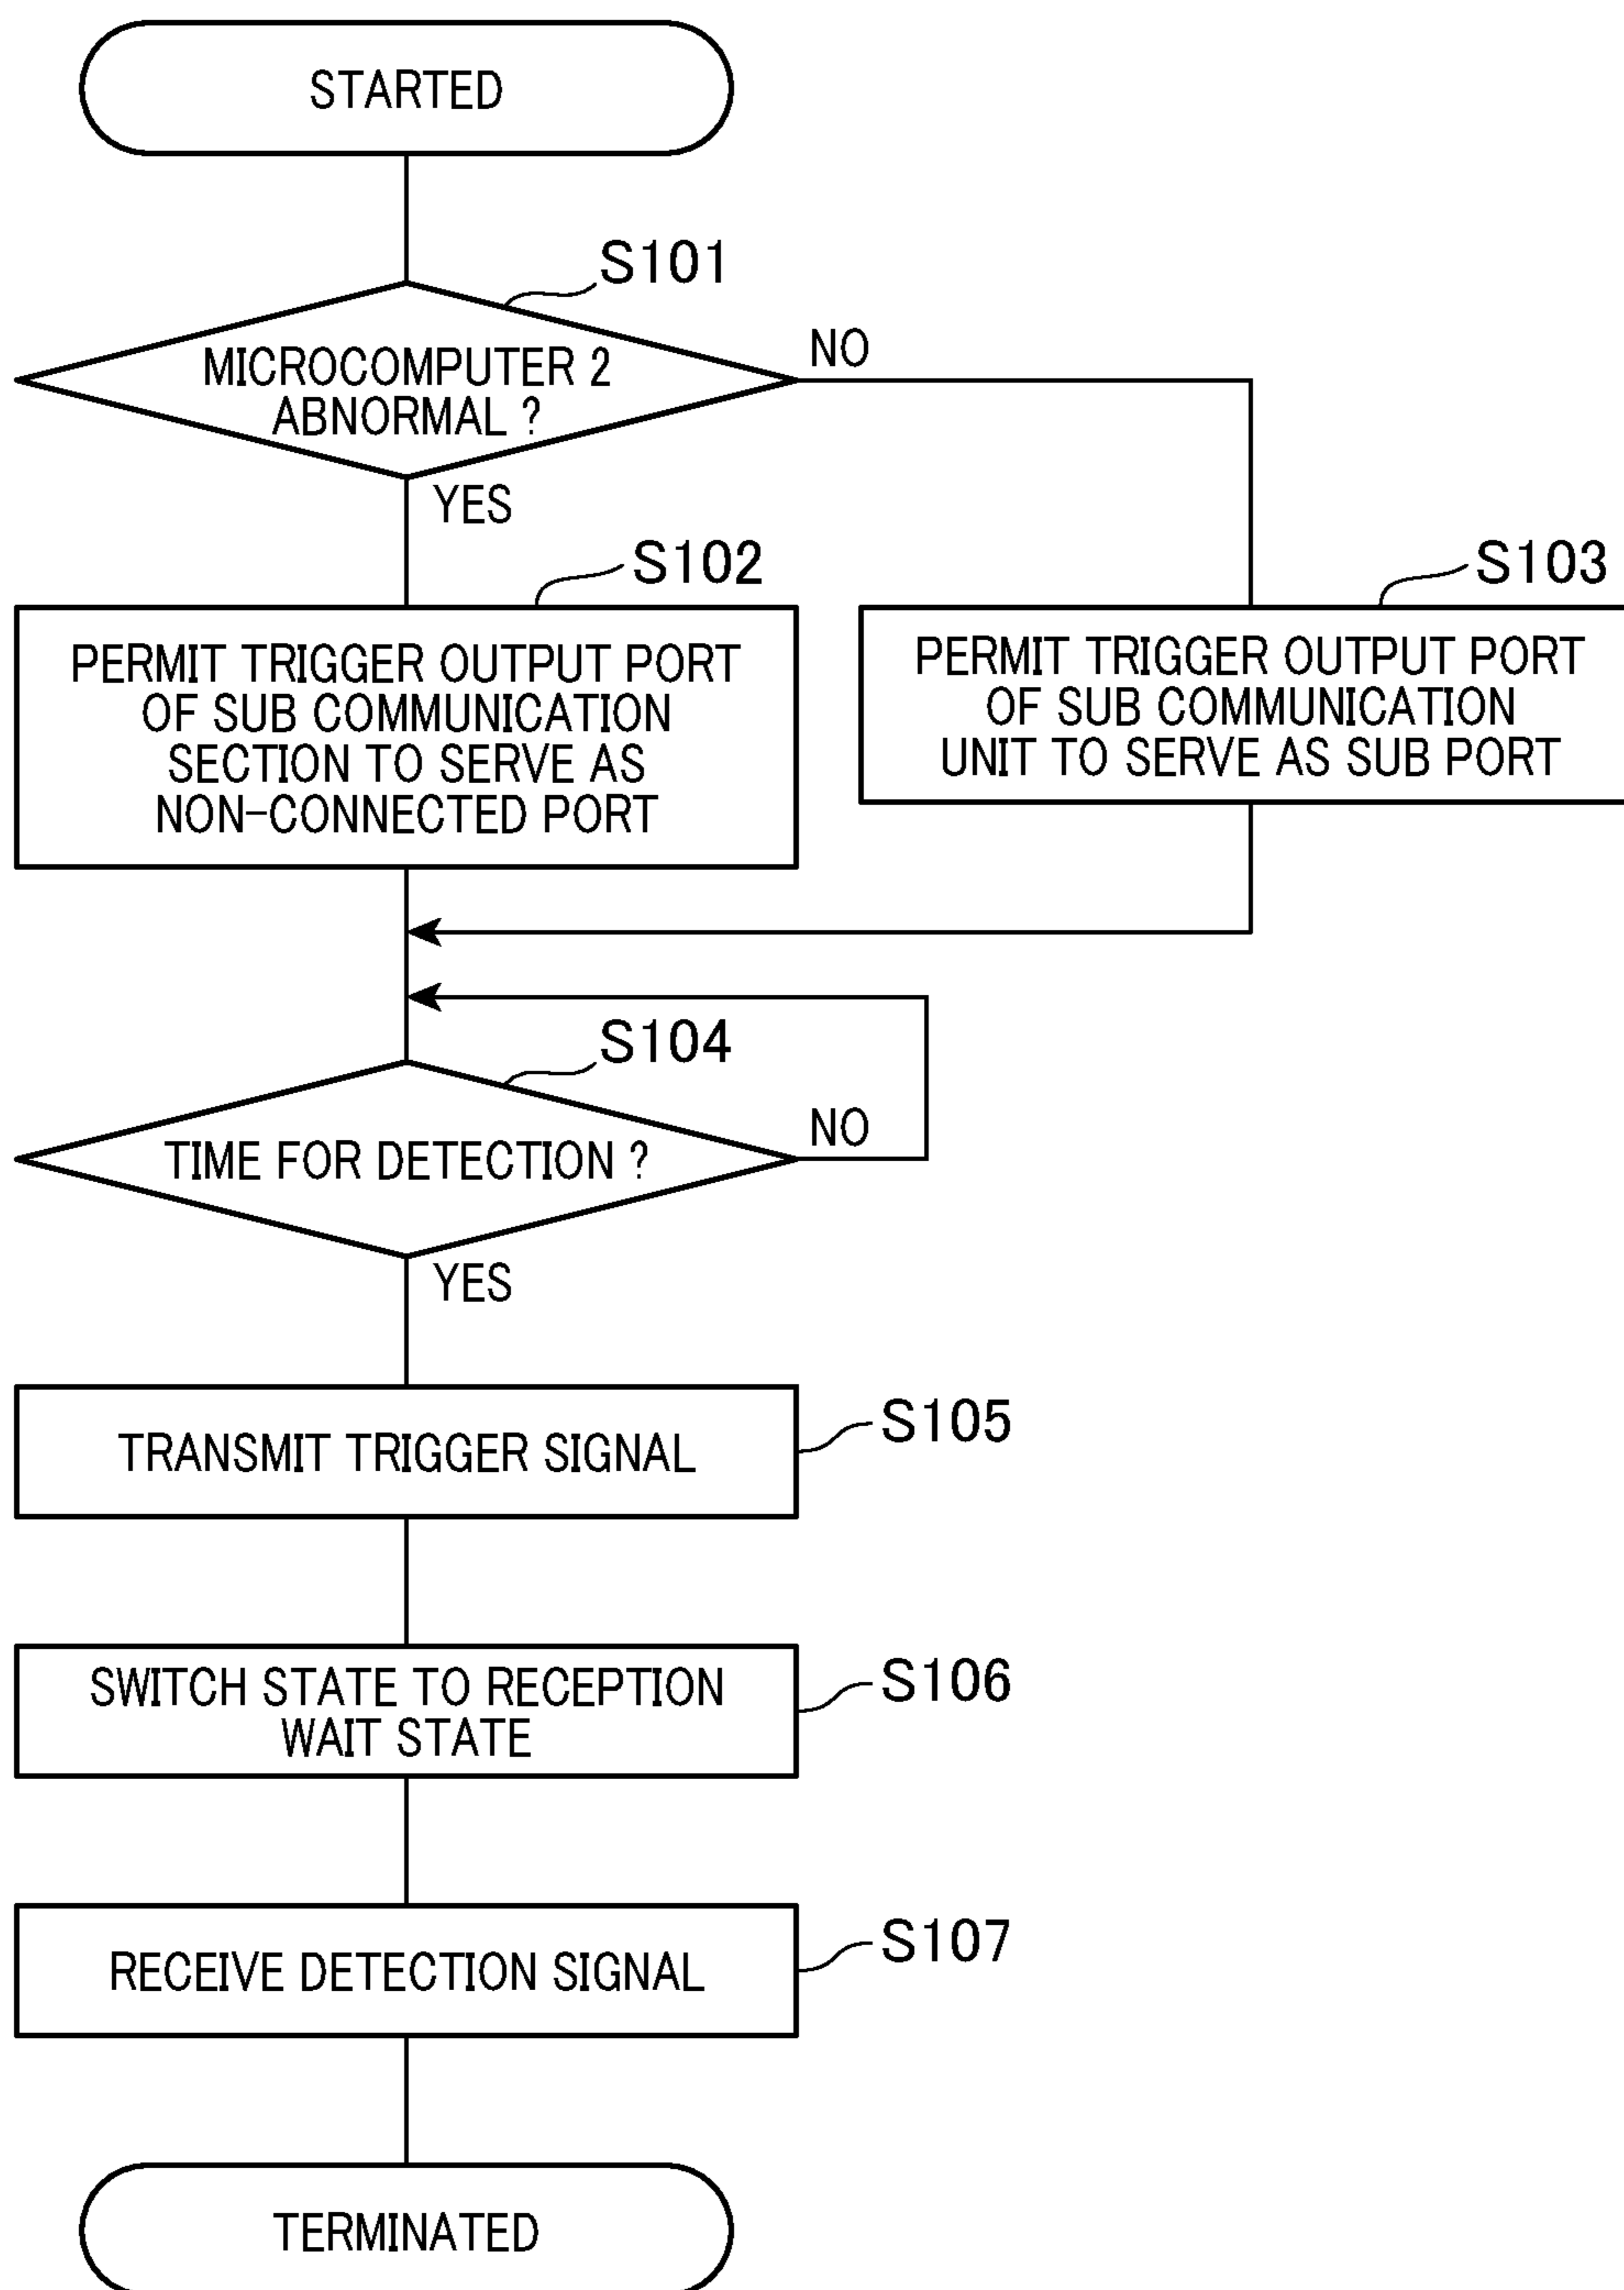 STARTED
S101
MICROCOMPUTER 2
ABNORMAL ?
NO
YES
S102
PERMIT TRIGGER OUTPUT PORT
OF SUB COMMUNICATION
SECTION TO SERVE AS
NON-CONNECTED PORT
S103
PERMIT TRIGGER OUTPUT PORT
OF SUB COMMUNICATION
UNIT TO SERVE AS SUB PORT
S104
TIME FOR DETECTION ?
NO
YES
TRANSMIT TRIGGER SIGNAL
S105
SWITCH STATE TO RECEPTION
WAIT STATE
S106
RECEIVE DETECTION SIGNAL
S107
TERMINATED